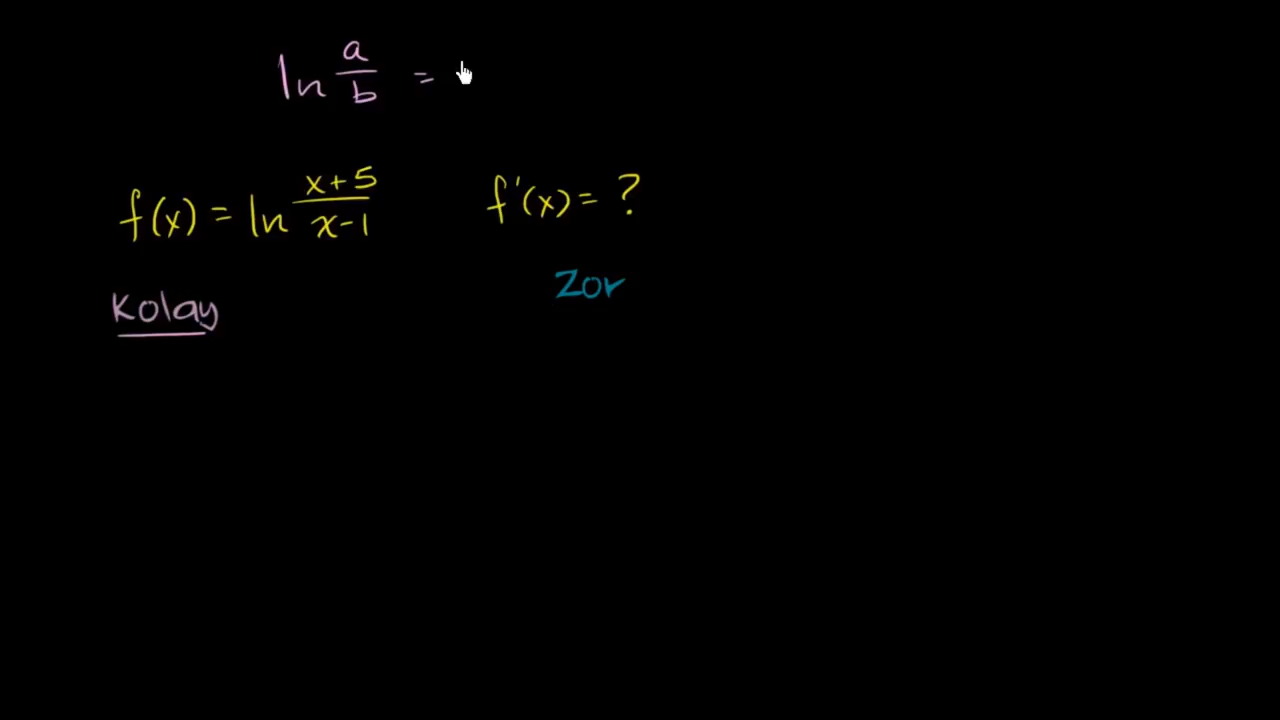 ln a/b =
f(x) = ln x+5/x-1 f'(x) = ?
Kolay Zor